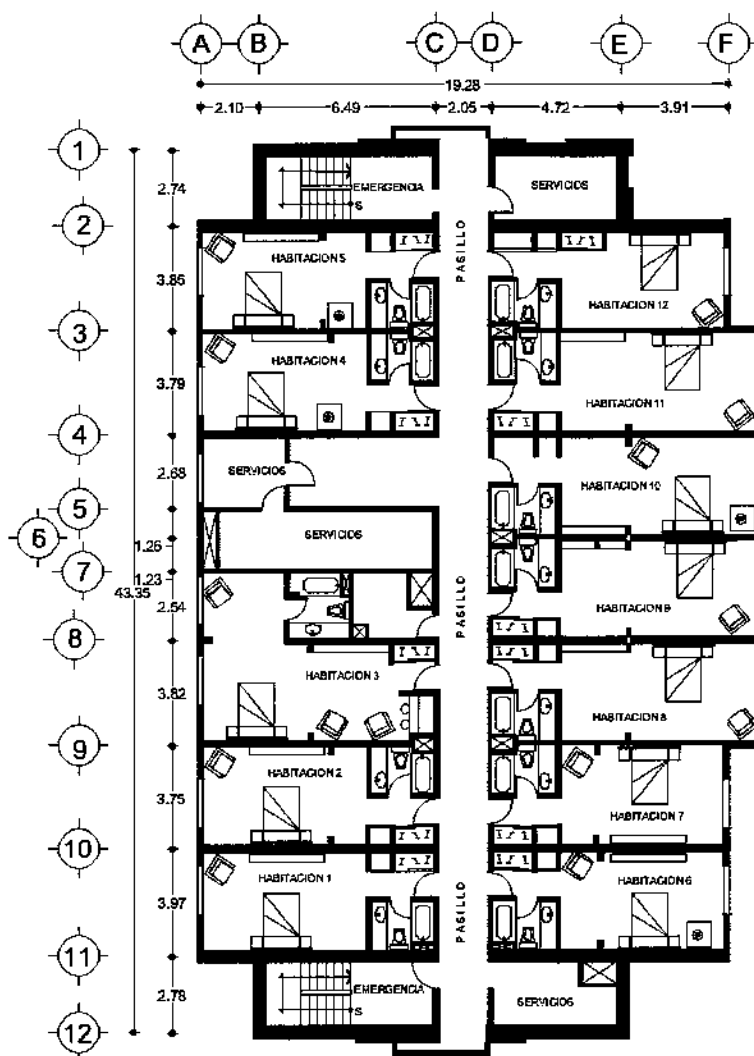 A B C D E F
19.28
2.10 6.49 2.05 4.72 3.91
1
2.74
EMERGENCIA
S
SERVICIOS
2
PASILLO
HABITACION 5
3.85
HABITACION 12
3
HABITACION 4
3.79
HABITACION 11
4
SERVICIOS
2.68
HABITACION 10
5
6
SERVICIOS
1.26
7
1.23
43.35
2.54
PASILLO
HABITACION 9
8
HABITACION 3
3.82
HABITACION 8
9
HABITACION 2
3.75
HABITACION 7
10
HABITACION 1
HABITACION 6
3.97
PASILLO
11
EMERGENCIA
S
2.78
SERVICIOS
12